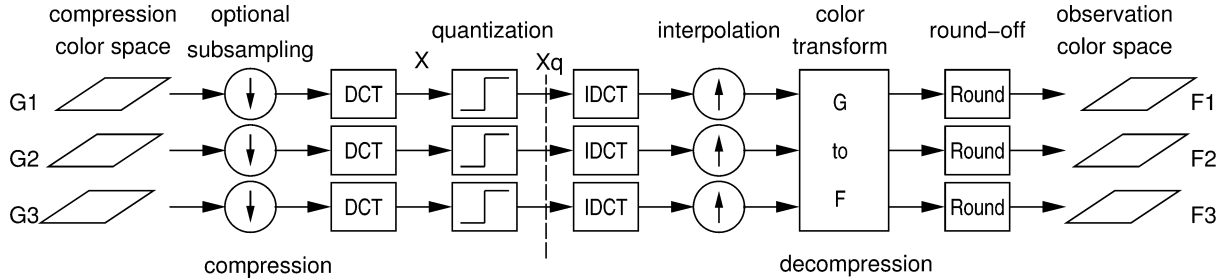 compression
color space
optional
subsampling
quantization
interpolation
color
transform
round-off
observation
color space
X
Xq
G1
DCT
IDCT
G
Round
F1
G2
DCT
IDCT
to
Round
F2
G3
DCT
IDCT
F
Round
F3
compression
decompression